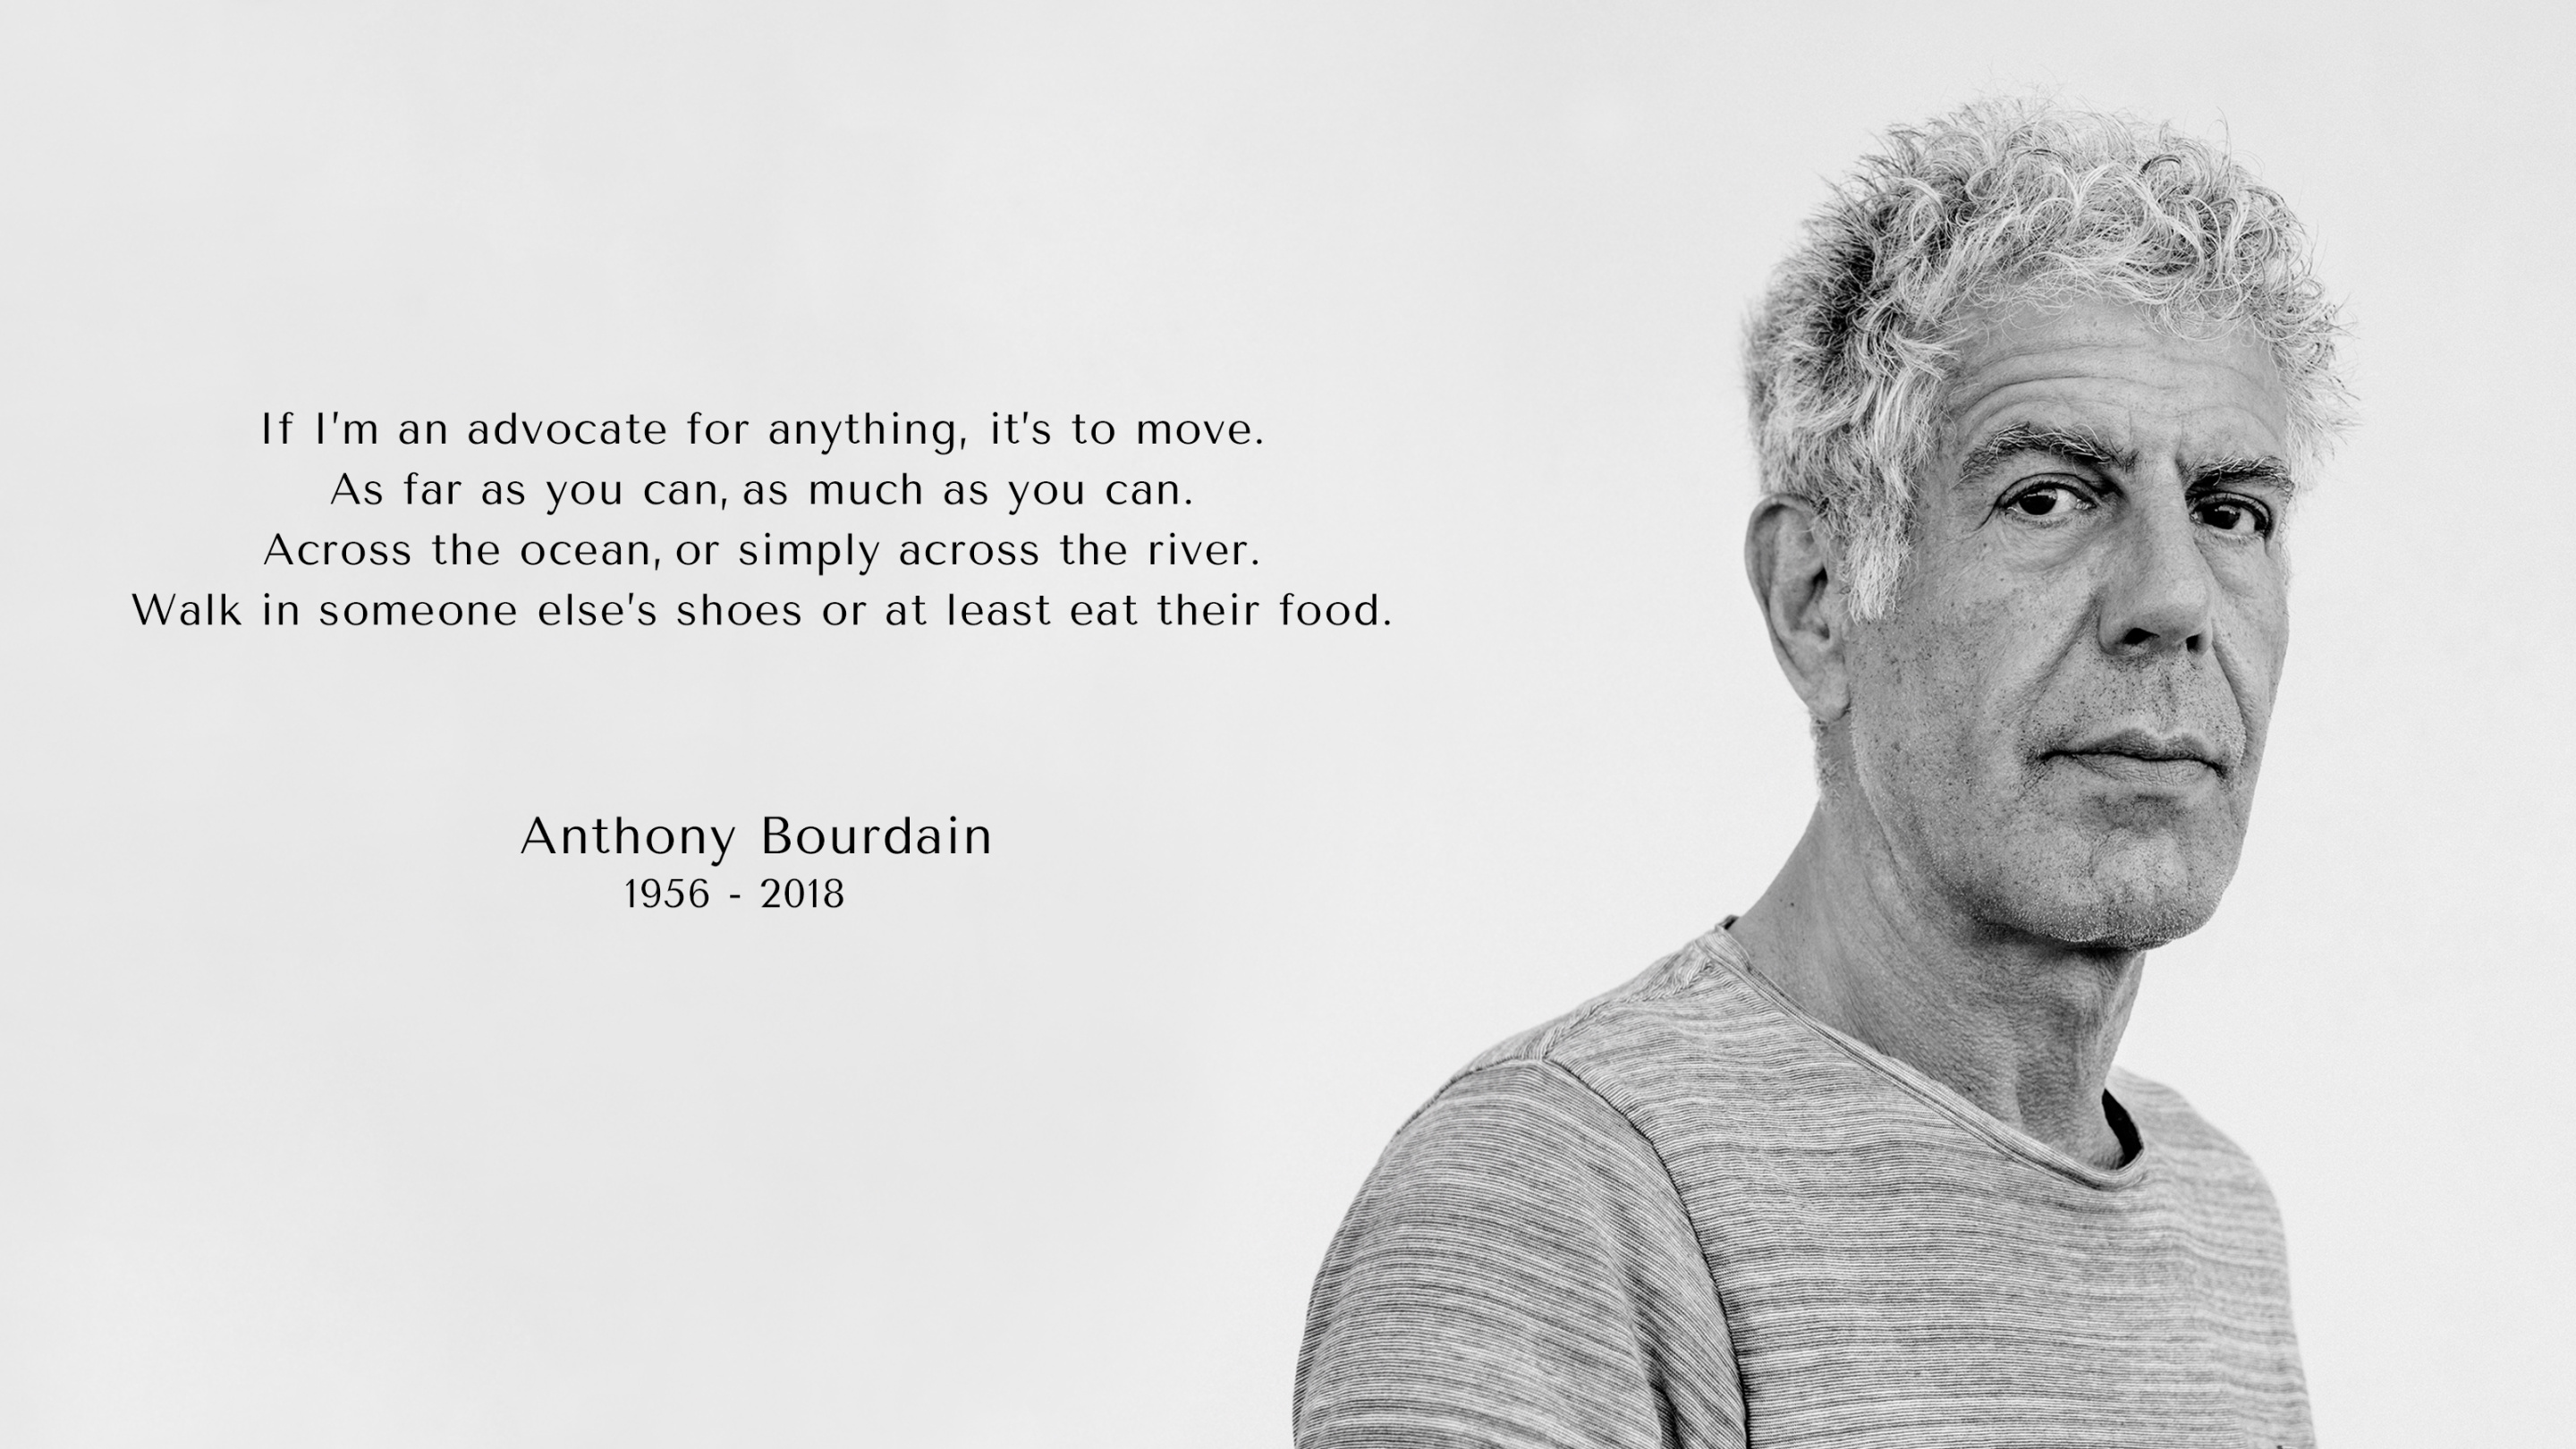 If I'm an advocate for anything, it's to move.
As far as you can, as much as you can.
Across the ocean, or simply across the river.
Walk in someone else's shoes or at least eat their food.
Anthony Bourdain
1956 - 2018